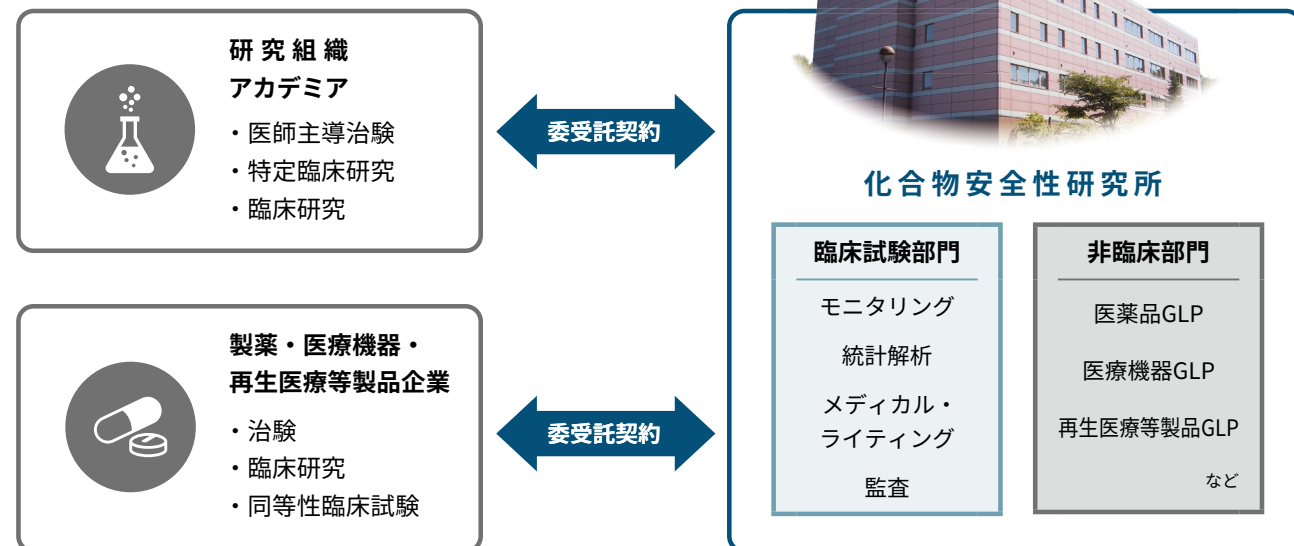 研究組織
アカデミア
・医師主導治験
・特定臨床研究
・臨床研究
委受託契約
製薬・医療機器・
再生医療等製品企業
・治験
・臨床研究
・同等性臨床試験
委受託契約
化合物安全性研究所
臨床試験部門
モニタリング
統計解析
メディカル・
ライティング
監査
非臨床部門
医薬品GLP
医療機器GLP
再生医療等製品GLP
など